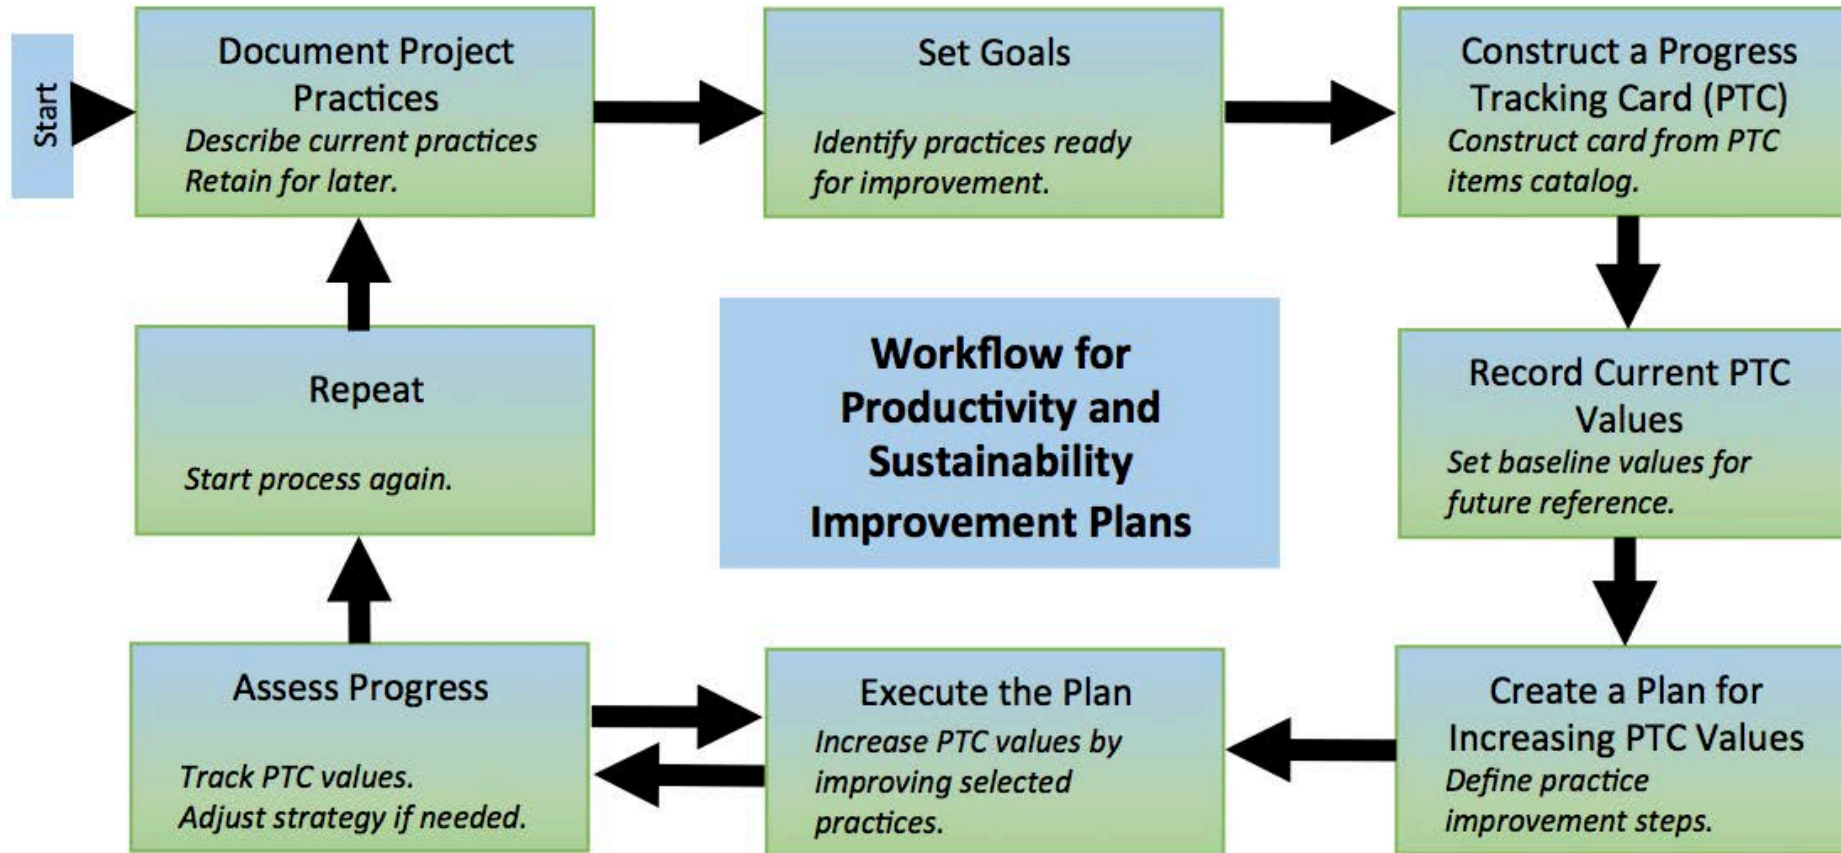 Start
Document Project
Practices
Describe current practices
Retain for later.
Set Goals
Identify practices ready
for improvement.
Construct a Progress
Tracking Card (PTC)
Construct card from PTC
items catalog.
Record Current PTC
Values
Set baseline values for
future reference.
Create a Plan for
Increasing PTC Values
Define practice
improvement steps.
Execute the Plan
Increase PTC values by
improving selected
practices.
Assess Progress
Track PTC values.
Adjust strategy if needed.
Repeat
Start process again.
Workflow for
Productivity and
Sustainability
Improvement Plans